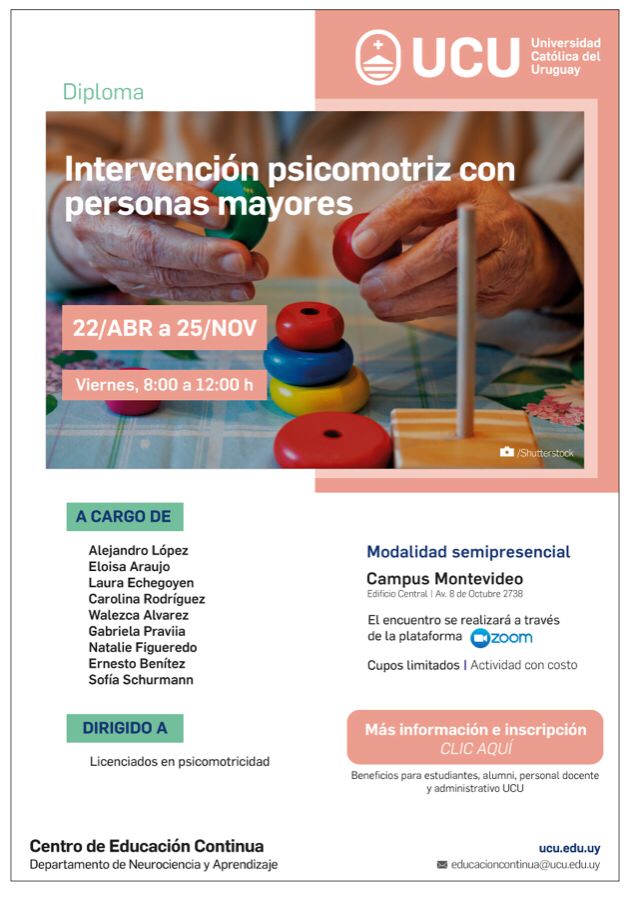 UCU
Universidad
Católica del
Uruguay
Diploma
Intervención psicomotriz con
personas mayores
22/ABR a 25/NOV
Viernes, 8:00 a 12:00 h
/Shutterstock
A CARGO DE
Alejandro López
Eloisa Araujo
Laura Echegoyen
Carolina Rodríguez
Walezca Alvarez
Gabriela Praviia
Natalie Figueredo
Ernesto Benítez
Sofía Schurmann
DIRIGIDO A
Licenciados en psicomotricidad
Modalidad semipresencial
Campus Montevideo
Edificio Central | Av. 8 de Octubre 2738
El encuentro se realizará a través
de la plataforma zoom
Cupos limitados | Actividad con costo
Más información e inscripción
CLIC AQUÍ
Beneficios para estudiantes, alumni, personal docente
y administrativo UCU
Centro de Educación Continua
Departamento de Neurociencia y Aprendizaje
ucu.edu.uy
educacioncontinua@ucu.edu.uy